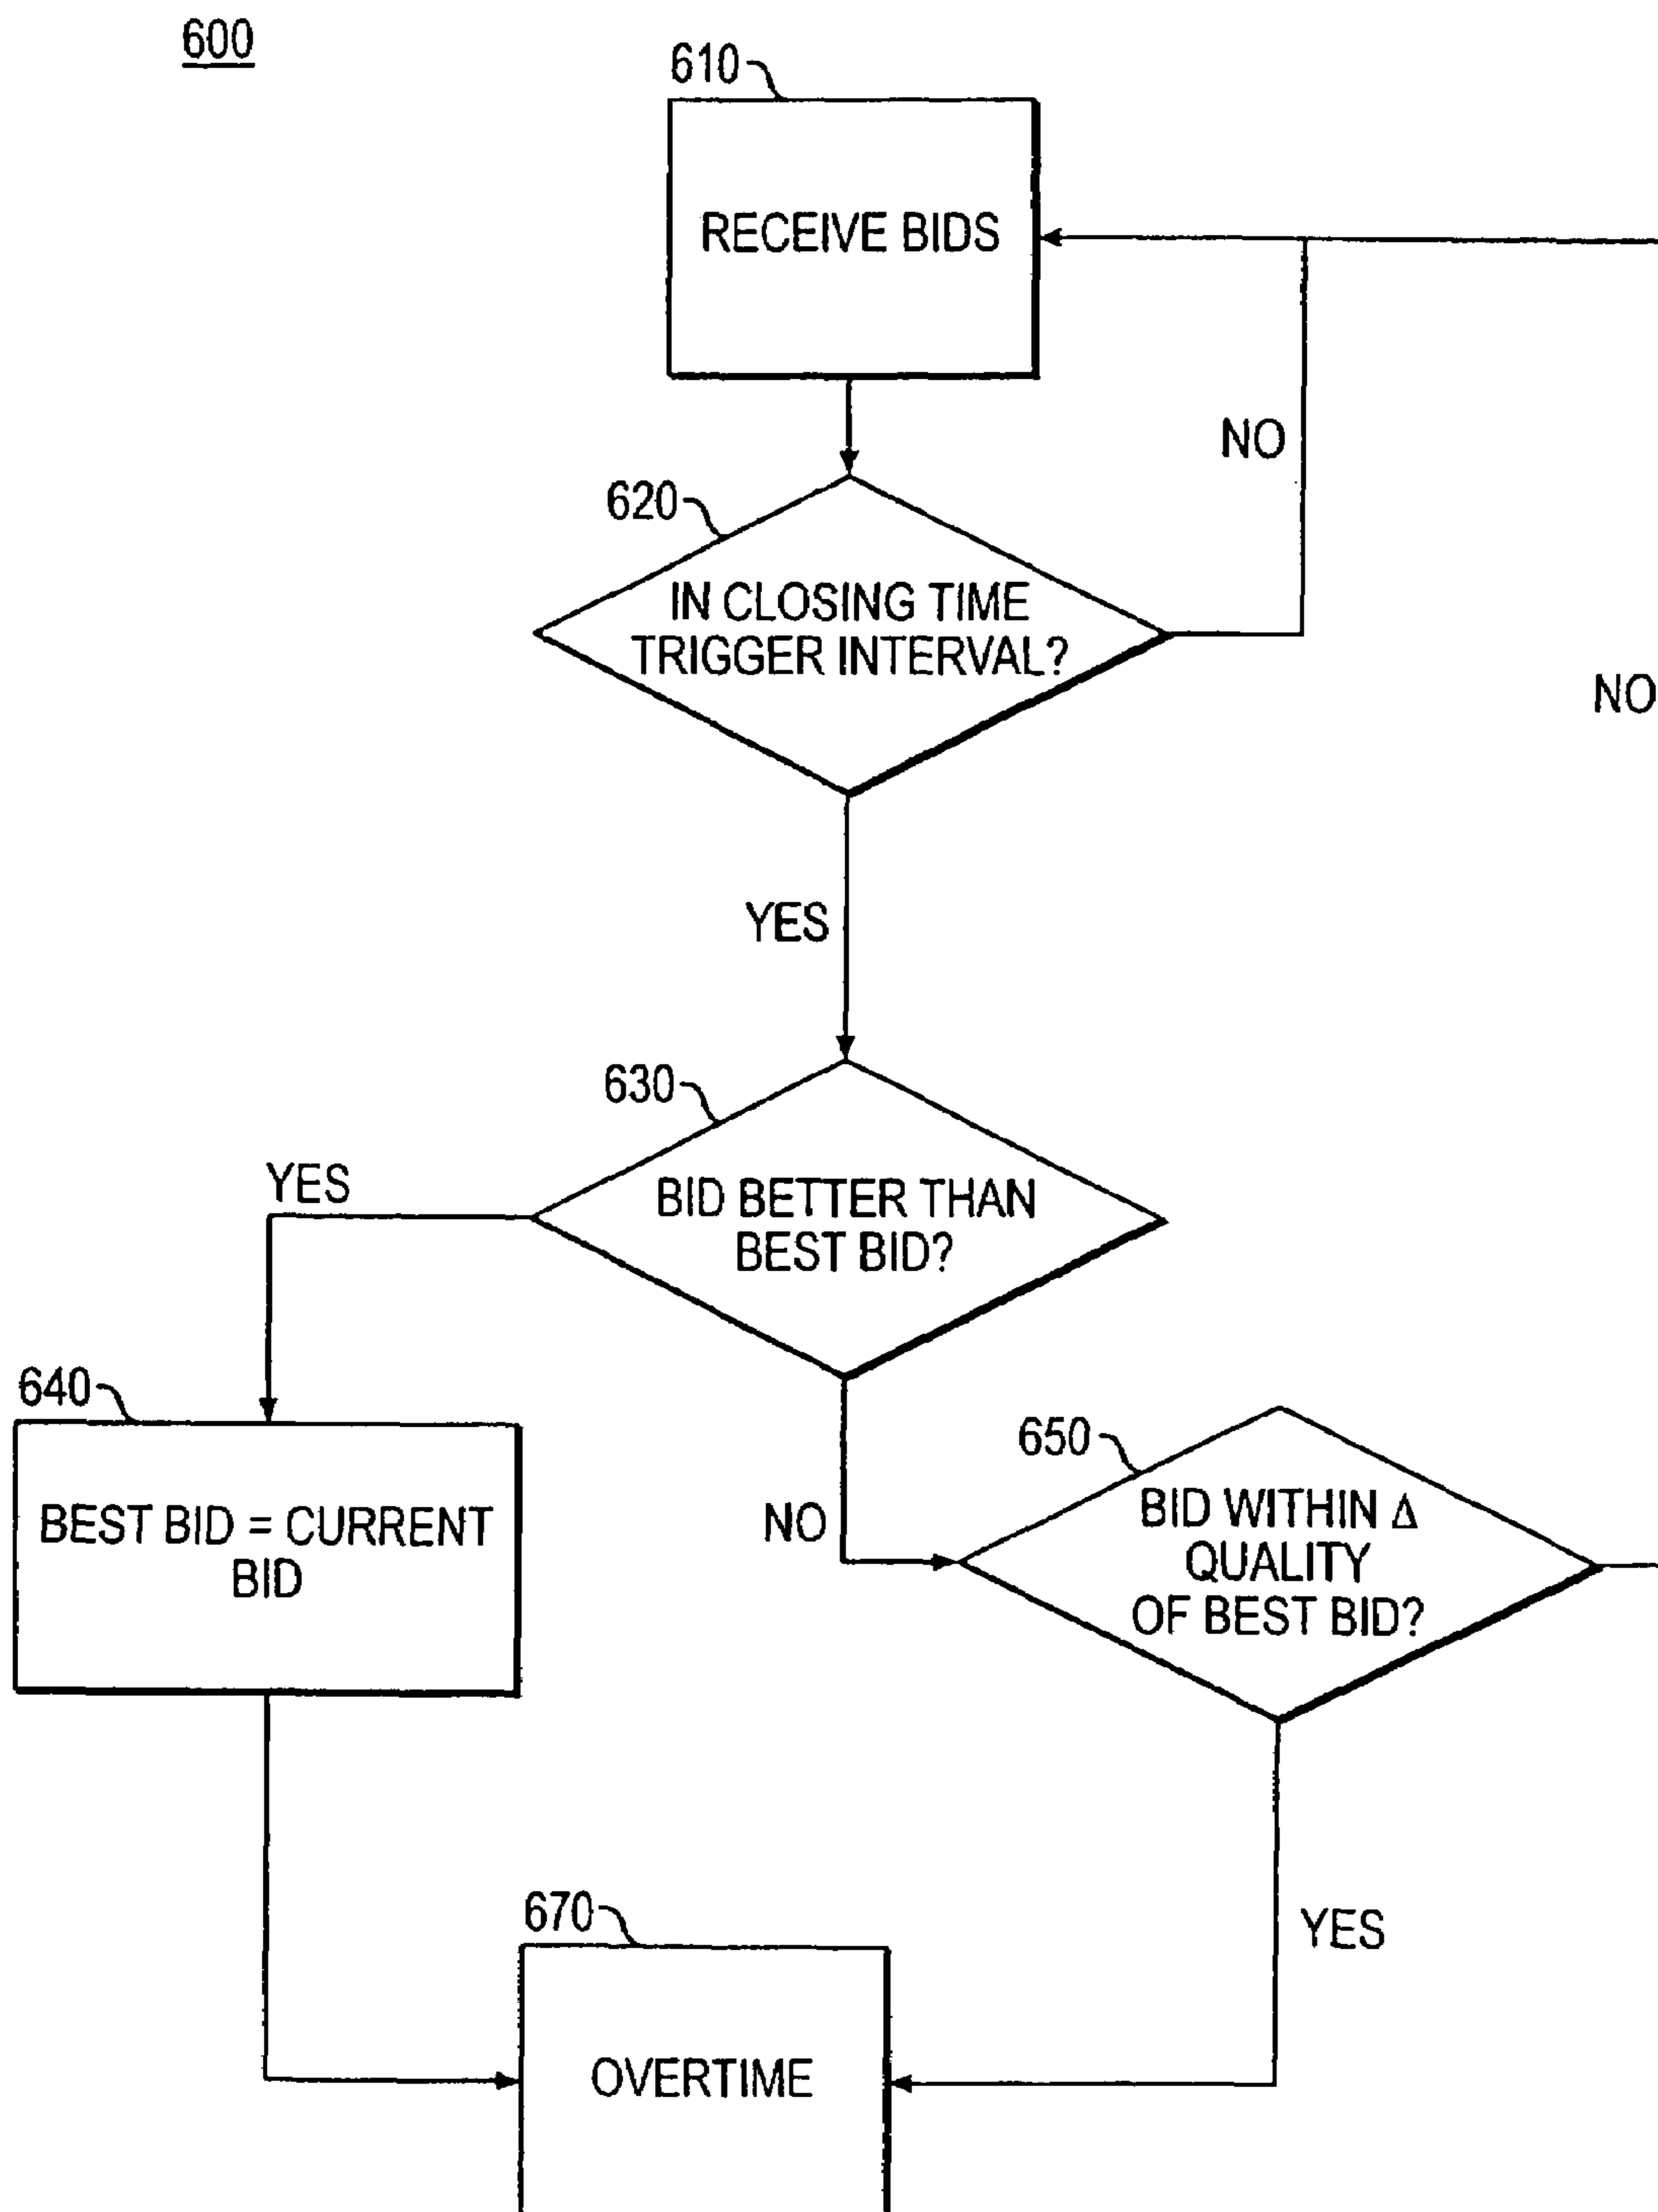 600
610
RECEIVE BIDS
NO
620
IN CLOSING TIME
TRIGGER INTERVAL?
NO
YES
630
YES
BID BETTER THAN
BEST BID?
640
BEST BID = CURRENT
BID
NO
650
BID WITHIN Δ
QUALITY
OF BEST BID?
YES
670
OVERTIME